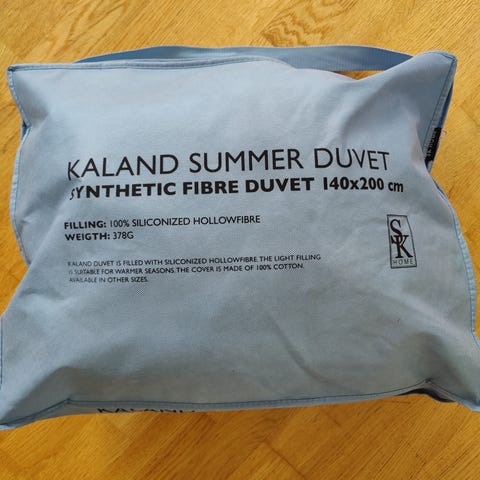 KALAND SUMMER DUVET
SYNTHETIC FIBRE DUVET 140x200 cm
FILLING: 100% SILICONIZED HOLLOWFIBRE
WEIGTH: 378G
SK
HOME
KALAND DUVET IS FILLED WITH SILICONIZED HOLLOWFIBRE. THE LIGHT FILLING
IS SUITABLE FOR WARMER SEASONS. THE COVER IS MADE OF 100% COTTON.
AVAILABLE IN OTHER SIZES.